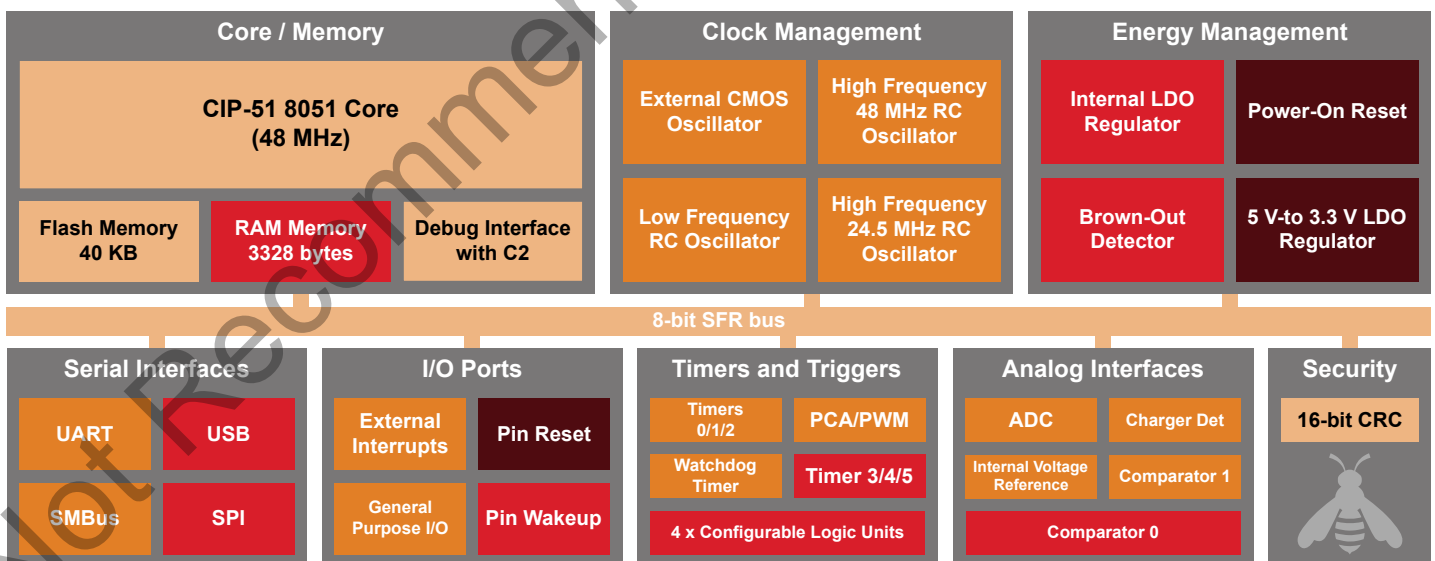 Core / Memory
CIP-51 8051 Core
(48 MHz)
Flash Memory
40 KB
RAM Memory
3328 bytes
Debug Interface
with C2
Clock Management
External CMOS
Oscillator
High Frequency
48 MHz RC
Oscillator
Low Frequency
RC Oscillator
High Frequency
24.5 MHz RC
Oscillator
Energy Management
Internal LDO
Regulator
Power-On Reset
Brown-Out
Detector
5 V-to 3.3 V LDO
Regulator
8-bit SFR bus
Serial Interfaces
UART
USB
SMBus
SPI
I/O Ports
External
Interrupts
Pin Reset
General
Purpose I/O
Pin Wakeup
Timers and Triggers
Timers
0/1/2
PCA/PWM
Watchdog
Timer
Timer 3/4/5
4 x Configurable Logic Units
Analog Interfaces
ADC
Charger Det
Internal Voltage
Reference
Comparator 1
Comparator 0
Security
16-bit CRC
Not Recommen